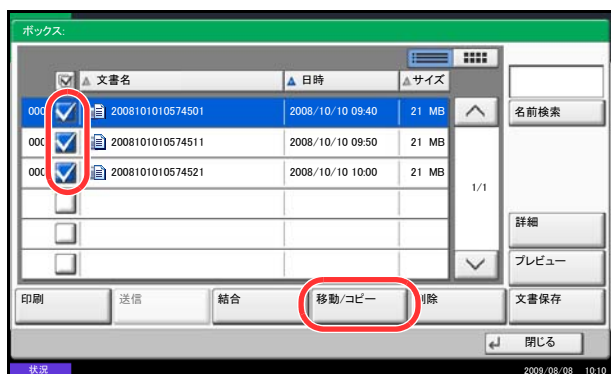 ボックス:
文書名 日時 サイズ
000 2008101010574501 2008/10/10 09:40 21 MB 名前検索
000 2008101010574511 2008/10/10 09:50 21 MB
000 2008101010574521 2008/10/10 10:00 21 MB
1/1
詳細
プレビュー
印刷 送信 結合 移動/コピー 削除 文書保存
閉じる
状況 2009/08/08 10:10